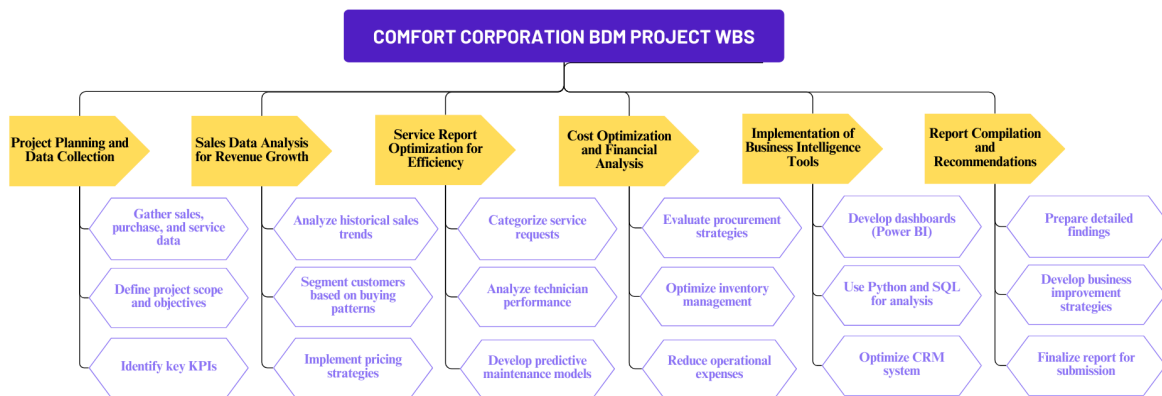 COMFORT CORPORATION BDM PROJECT WBS
Project Planning and
Data Collection
Gather sales,
purchase, and service
data
Define project scope
and objectives
Identify key KPIs
Sales Data Analysis
for Revenue Growth
Analyze historical sales
trends
Segment customers
based on buying
patterns
Implement pricing
strategies
Service Report
Optimization for
Efficiency
Categorize service
requests
Analyze technician
performance
Develop predictive
maintenance models
Cost Optimization
and Financial
Analysis
Evaluate procurement
strategies
Optimize inventory
management
Reduce operational
expenses
Implementation of
Business Intelligence
Tools
Develop dashboards
(Power BI)
Use Python and SQL
for analysis
Optimize CRM
system
Report Compilation
and
Recommendations
Prepare detailed
findings
Develop business
improvement
strategies
Finalize report for
submission